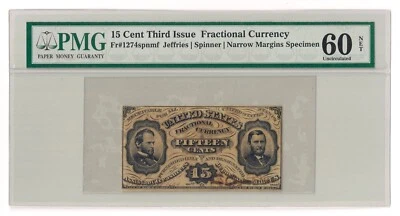 PMG
PAPER MONEY GUARANTY
15 Cent Third Issue Fractional Currency
Fr#1274spnmf Jeffries | Spinner | Narrow Margins Specimen
60 NET
Uncirculated
UNITED STATES
FRACTIONAL
CURRENCY
FIFTEEN
CENTS
15